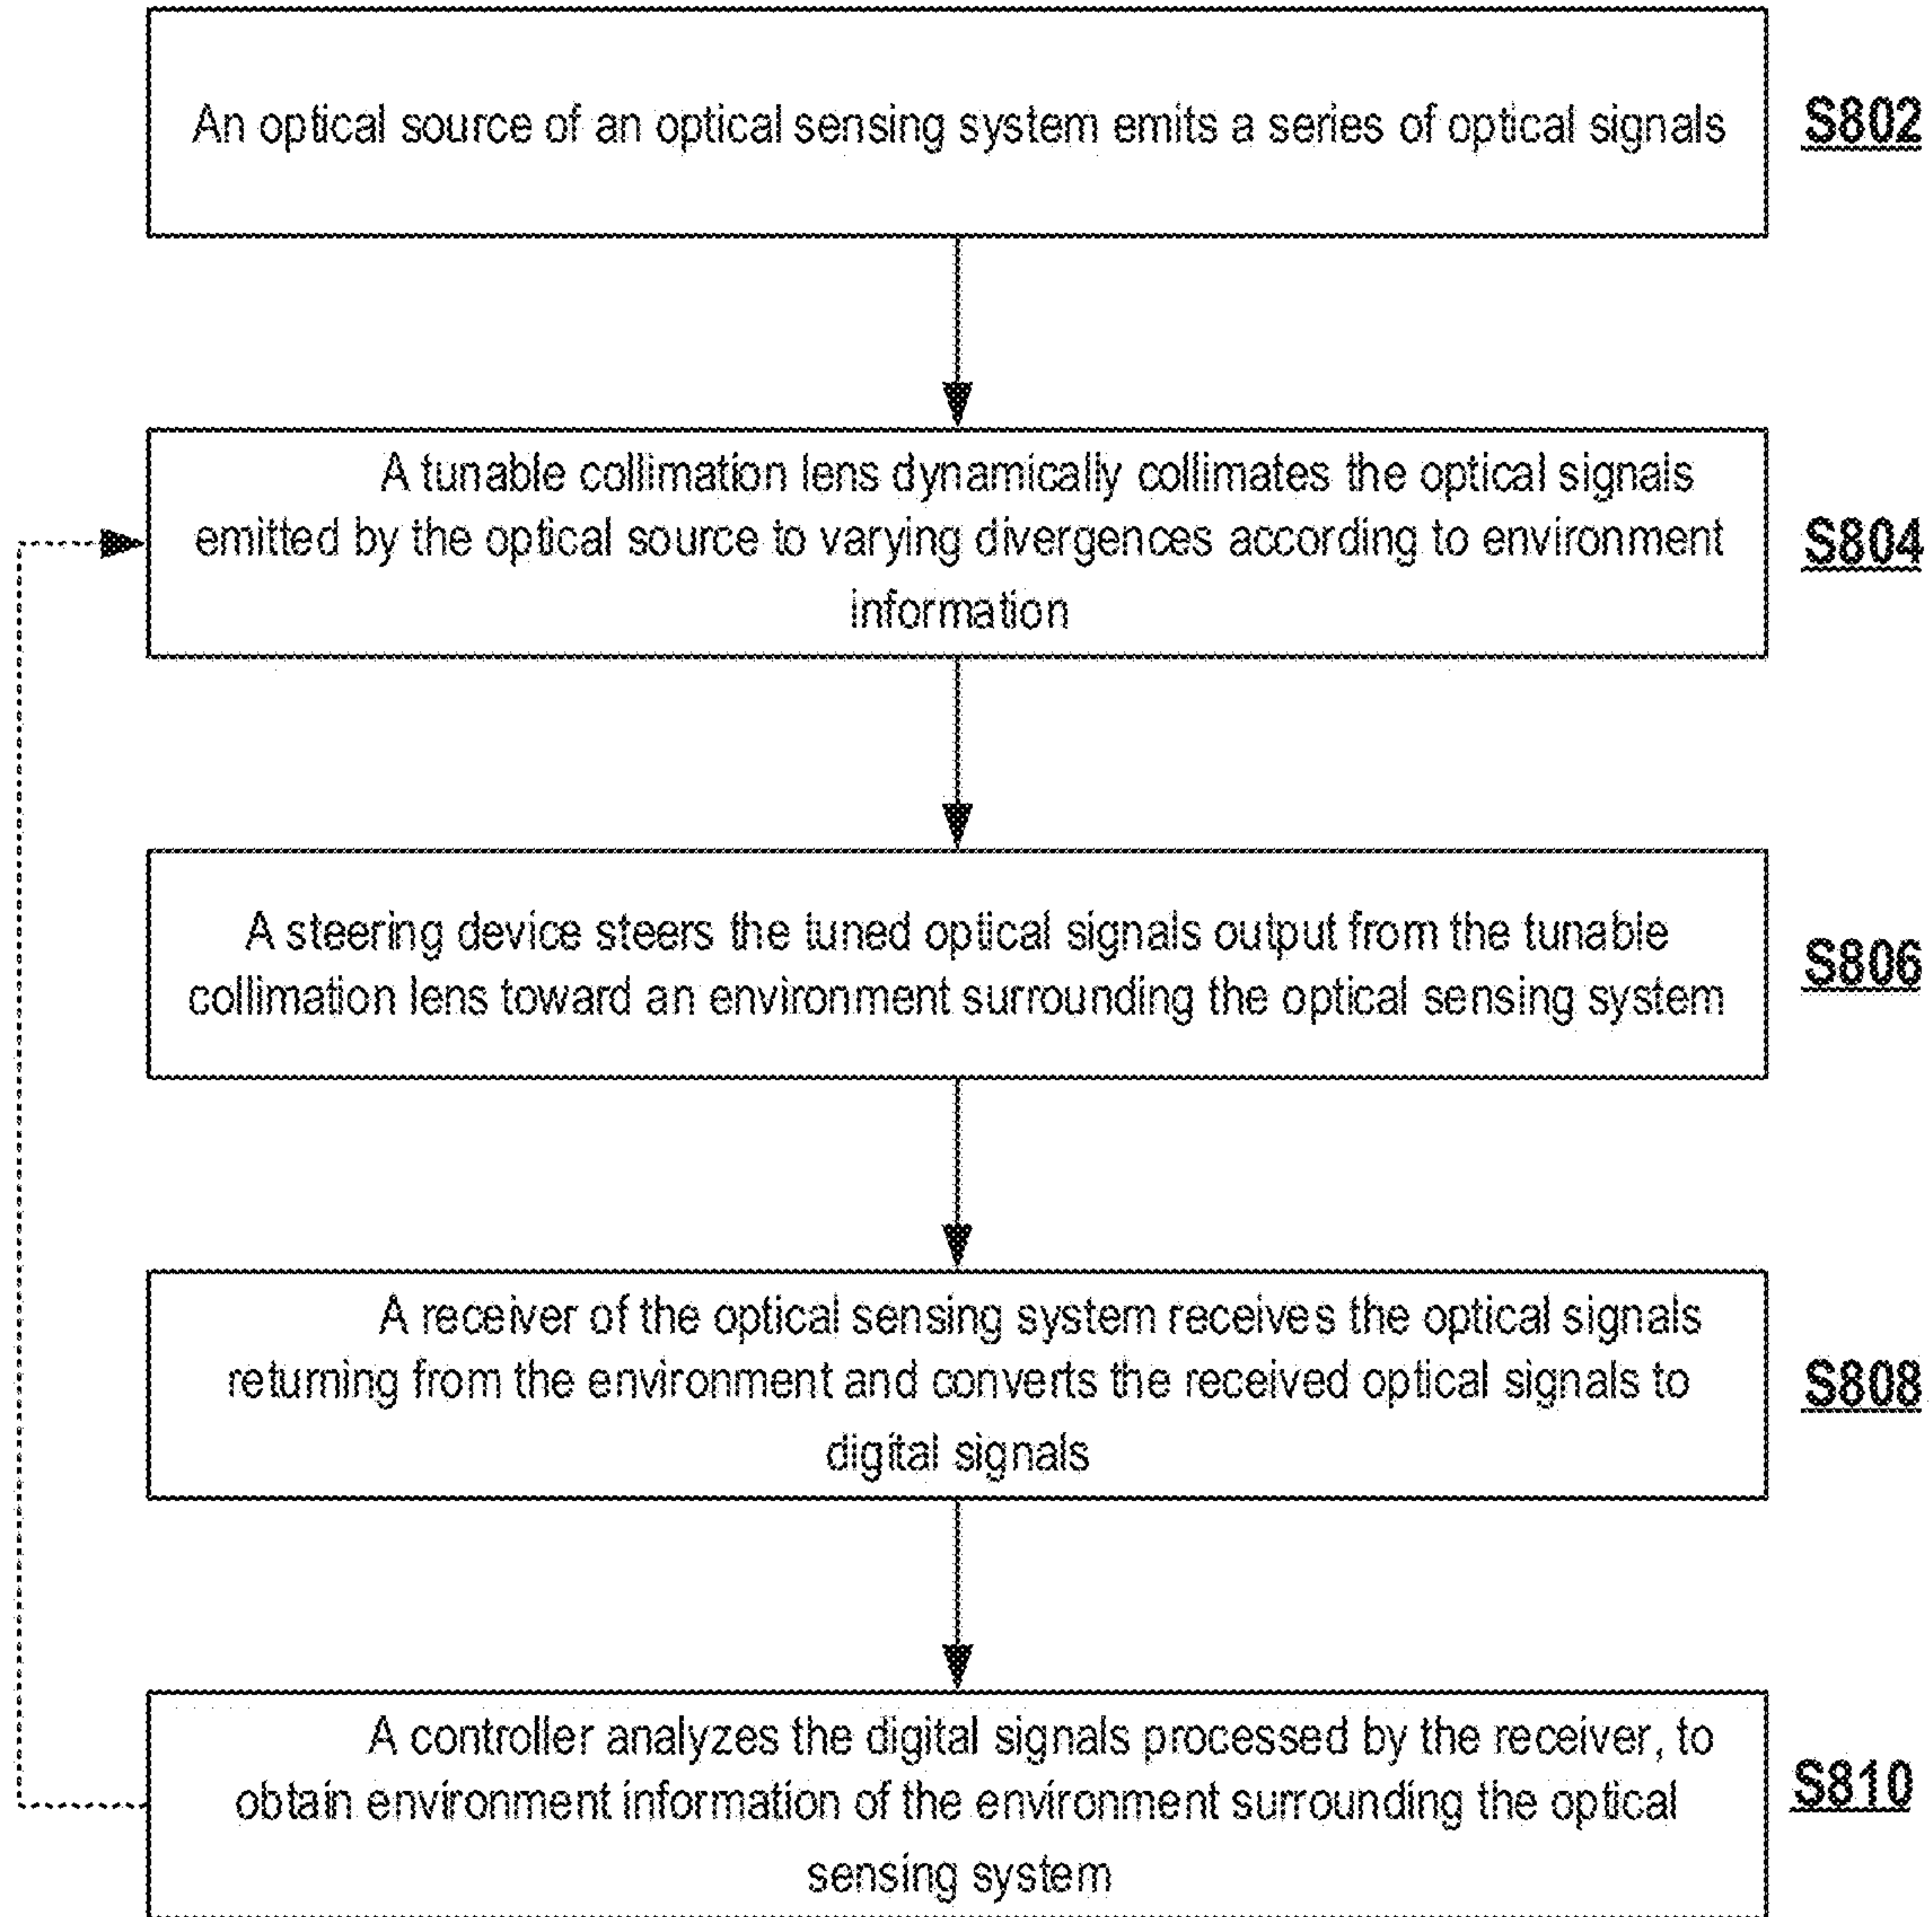 An optical source of an optical sensing system emits a series of optical signals
S802
A tunable collimation lens dynamically collimates the optical signals
emitted by the optical source to varying divergences according to environment
information
S804
A steering device steers the tuned optical signals output from the tunable
collimation lens toward an environment surrounding the optical sensing system
S806
A receiver of the optical sensing system receives the optical signals
returning from the environment and converts the received optical signals to
digital signals
S808
A controller analyzes the digital signals processed by the receiver, to
obtain environment information of the environment surrounding the optical
sensing system
S810